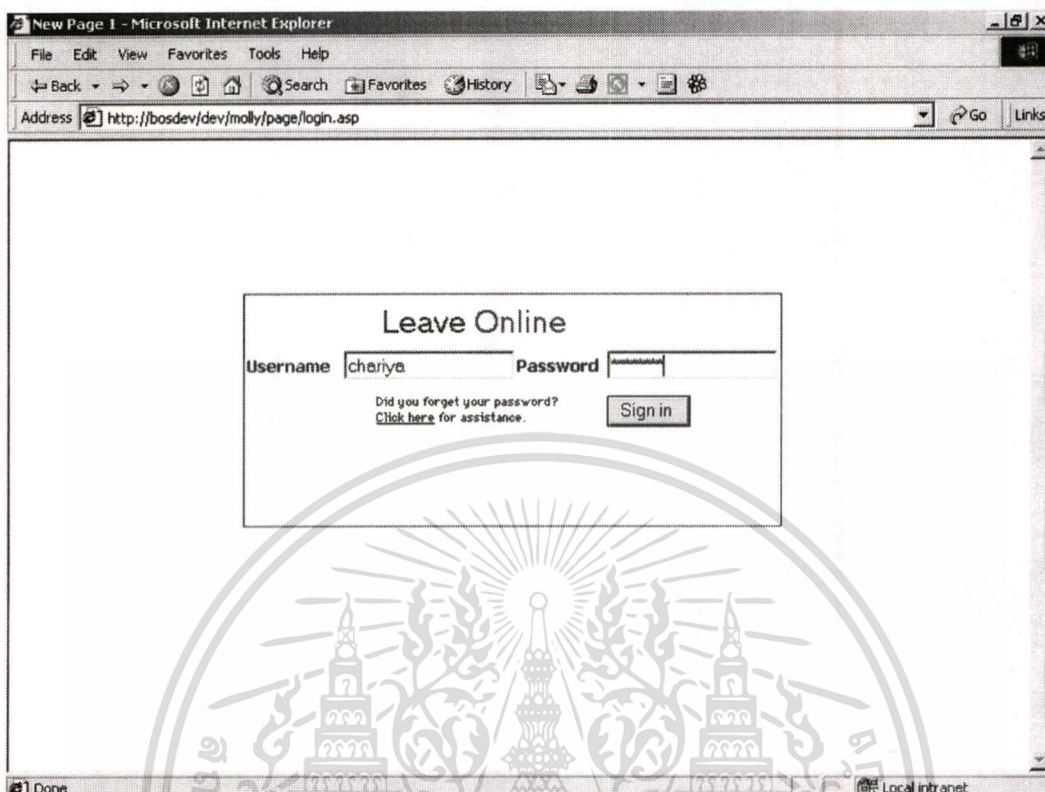 New Page 1 - Microsoft Internet Explorer
File Edit View Favorites Tools Help
Back Search Favorites History
Address http://bosdev/dev/molly/page/login.asp Go Links
Leave Online
Username chariya Password ********
Did you forget your password?
Click here for assistance.
Sign in
Done Local intranet